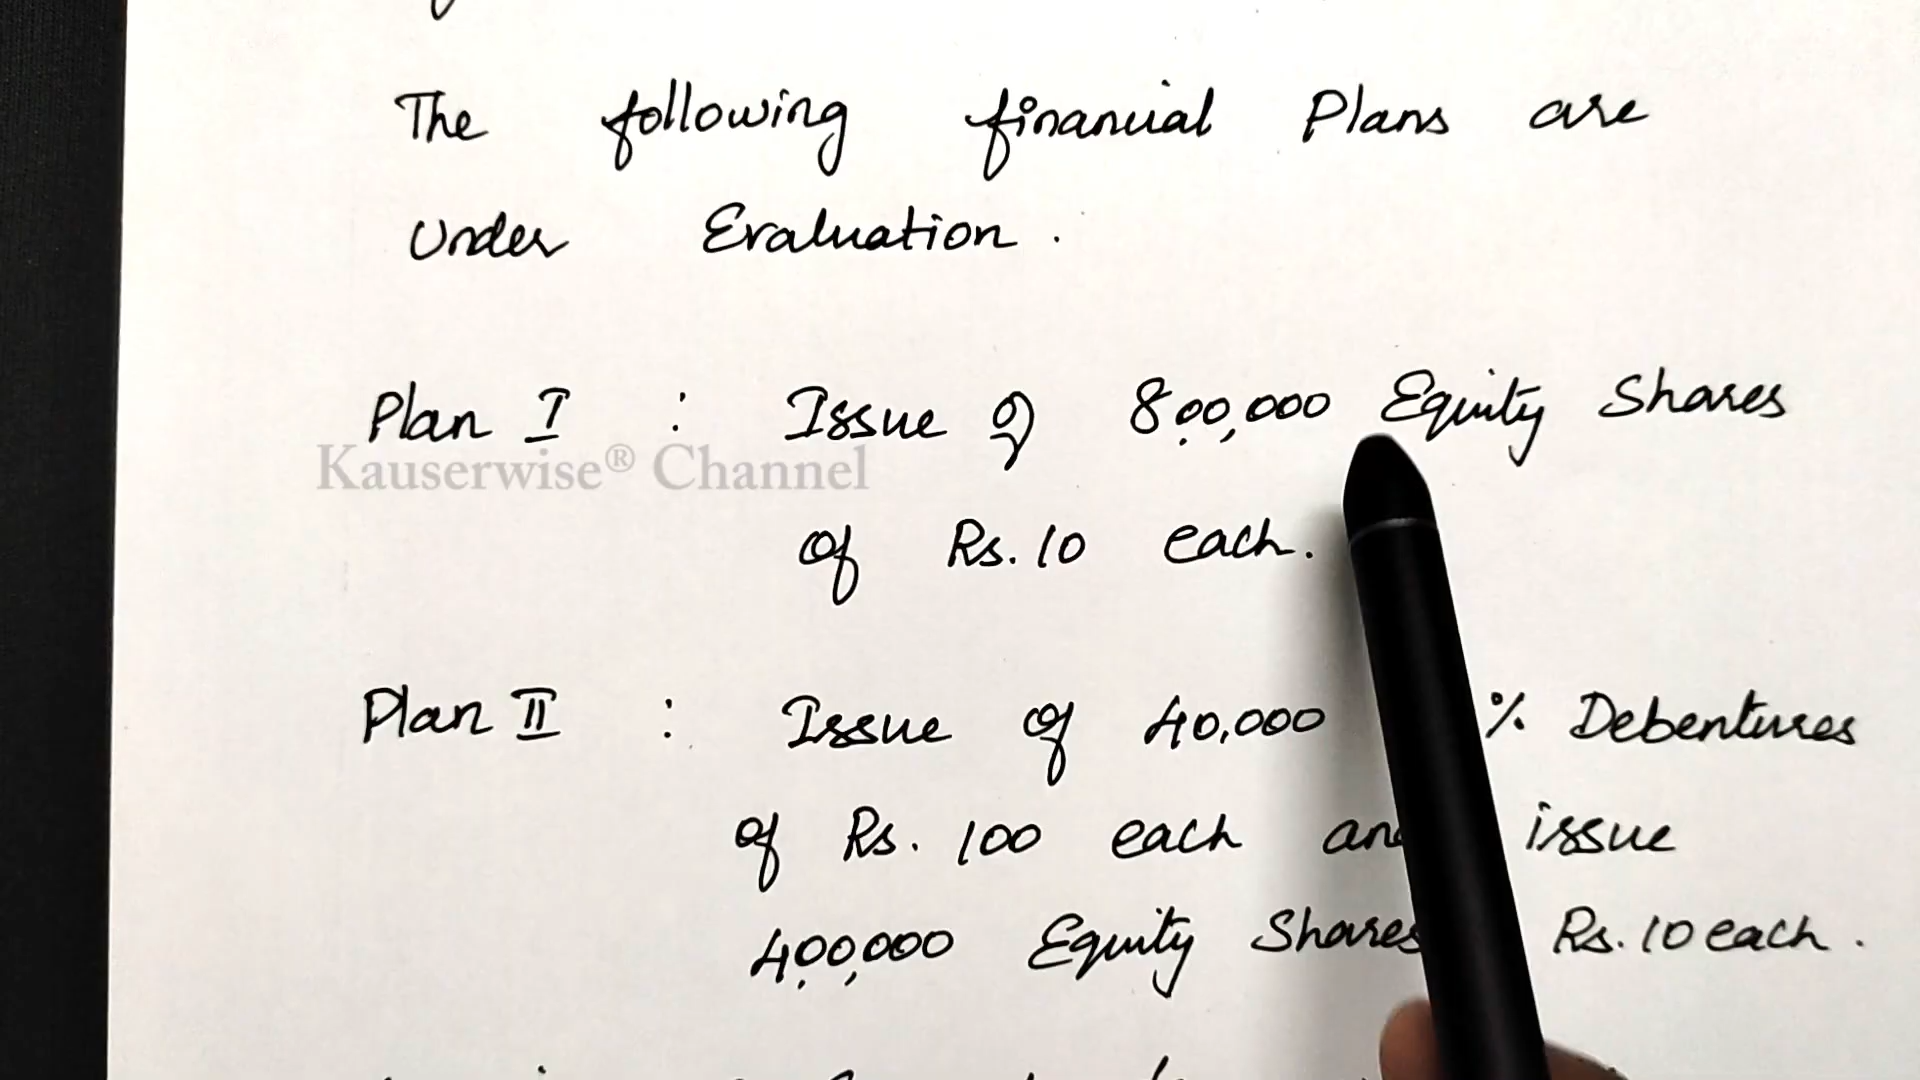 The following financial Plans are
Under Evaluation.
Plan I : Issue of 8,00,000 Equity Shares
Kauserwise® Channel
of Rs. 10 each.
Plan II : Issue of 40,000 % Debentures
of Rs. 100 each issue
4,00,000 Equity Shares Rs. 10 each.